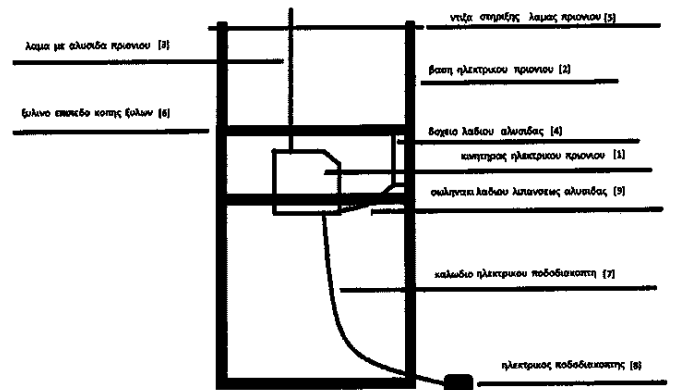 ντιζα στηριξης λαμας πριονιου [5]
λαμα με αλυσιδα πριονιου [3]
βαση ηλεκτρικου πριονιου [2]
ξυλινο επισεδο κοπης ξυλων [6]
δοχειο λαδιου αλυσιδας [4]
κινητηρας ηλεκτρικου πριονιου [1]
σωληνακι λαδιου λιπανσεως αλυσιδας [9]
καλωδιο ηλεκτρικου ποδοδιακοπτη [7]
ηλεκτρικος ποδοδιακοπτης [8]